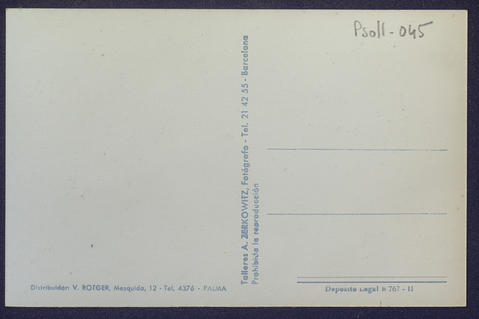 Psoll-045
Talleres A. ZERKOWITZ, Fotógrafo - Tel. 21 42 55 - Barcelona
Prohibida la reproducción
Distribuidor: V. ROTGER, Mesquida, 12 - Tel. 4376 - PALMA
Depósito Legal B 767 - II